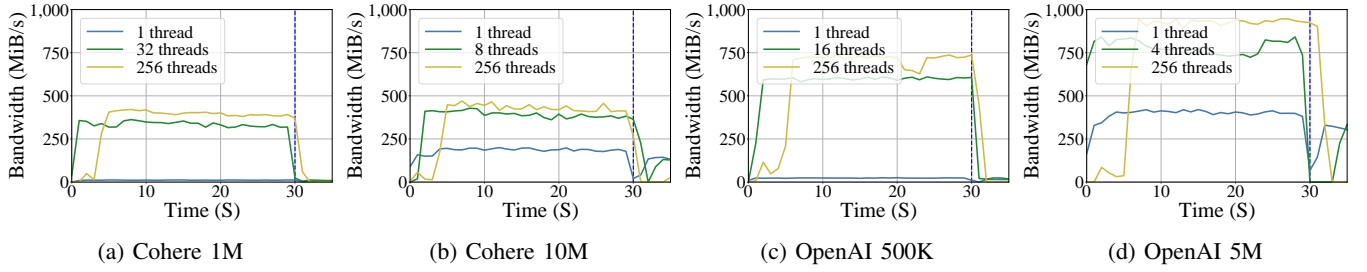 Bandwidth (MiB/s)
1,000
750
500
250
0
1 thread
32 threads
256 threads
0
10
20
30
Time (S)
(a) Cohere 1M
Bandwidth (MiB/s)
1,000
750
500
250
0
1 thread
8 threads
256 threads
0
10
20
30
Time (S)
(b) Cohere 10M
Bandwidth (MiB/s)
1,000
750
500
250
0
1 thread
16 threads
256 threads
0
10
20
30
Time (S)
(c) OpenAI 500K
Bandwidth (MiB/s)
1,000
750
500
250
0
1 thread
4 threads
256 threads
0
10
20
30
Time (S)
(d) OpenAI 5M